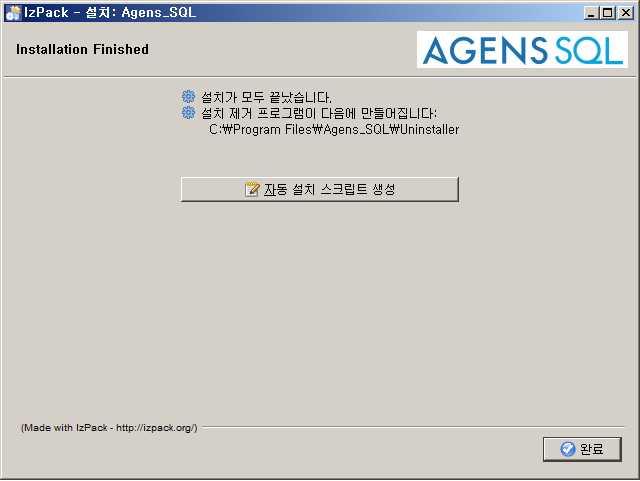 IzPack - 설치: Agens_SQL
Installation Finished
AGENS SQL
설치가 모두 끝났습니다.
설치 제거 프로그램이 다음에 만들어집니다:
C:₩Program Files₩Agens_SQL₩Uninstaller
자동 설치 스크립트 생성
(Made with IzPack - http://izpack.org/)
완료